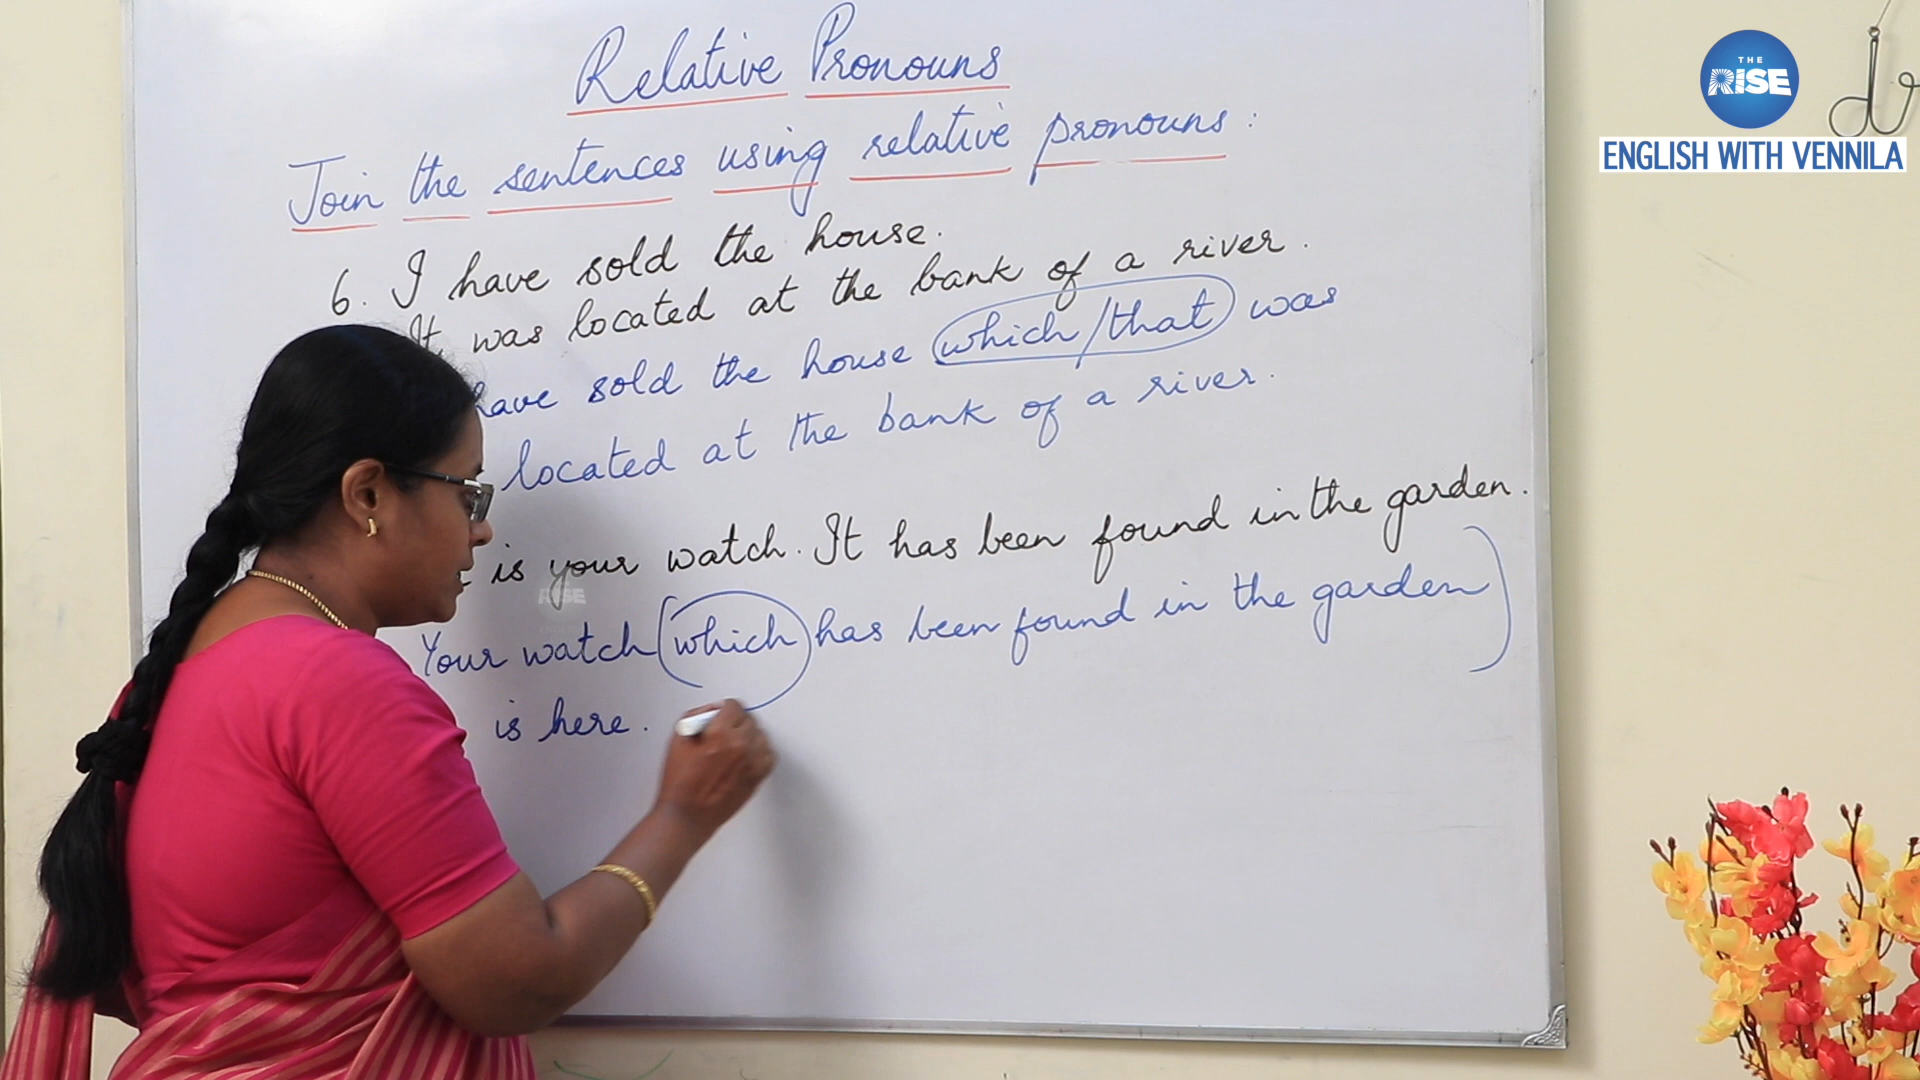 Relative Pronouns
Join the sentences using relative pronouns:
6. I have sold the house.
It was located at the bank of a river.
have sold the house which/that was
located at the bank of a river.
is your watch. It has been found in the garden.
Your watch (which has been found in the garden)
is here.
THE
RISE
ENGLISH WITH VENNILA
RISE